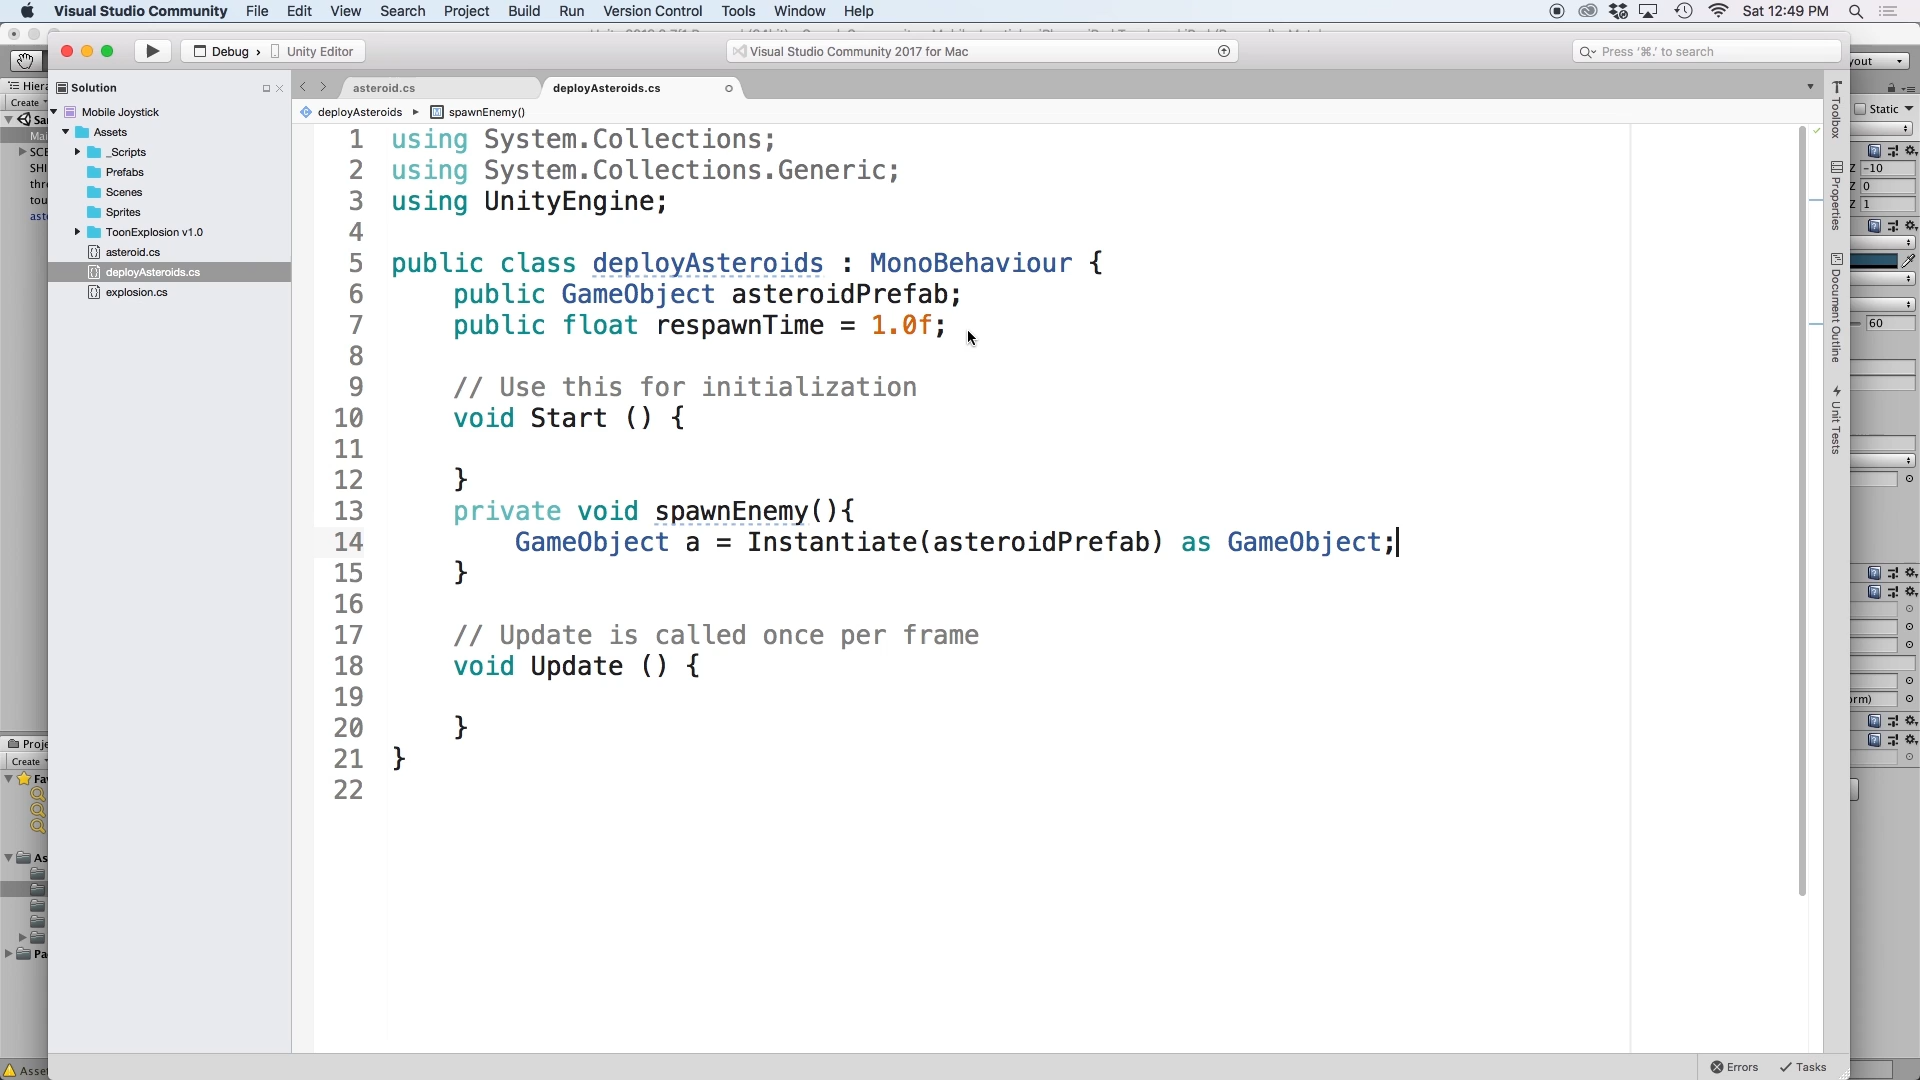 Visual Studio Community File Edit View Search Project Build Run Version Control Tools Window Help Sat 12:49 PM
Debug › Unity Editor
Visual Studio Community 2017 for Mac
Press ‘⌘.’ to search
Solution
Mobile Joystick
Assets
_Scripts
Prefabs
Scenes
Sprites
ToonExplosion v1.0
asteroid.cs
deployAsteroids.cs
explosion.cs
asteroid.cs
deployAsteroids.cs
deployAsteroids ▸ spawnEnemy()
1 using System.Collections;
2 using System.Collections.Generic;
3 using UnityEngine;
4
5 public class deployAsteroids : MonoBehaviour {
6 public GameObject asteroidPrefab;
7 public float respawnTime = 1.0f;
8
9 // Use this for initialization
10 void Start () {
11
12 }
13 private void spawnEnemy(){
14 GameObject a = Instantiate(asteroidPrefab) as GameObject;
15 }
16
17 // Update is called once per frame
18 void Update () {
19
20 }
21 }
22
Toolbox
Properties
Document Outline
Unit Tests
Errors
Tasks
Create
Create
Static
Z -10
Z 0
Z 1
60